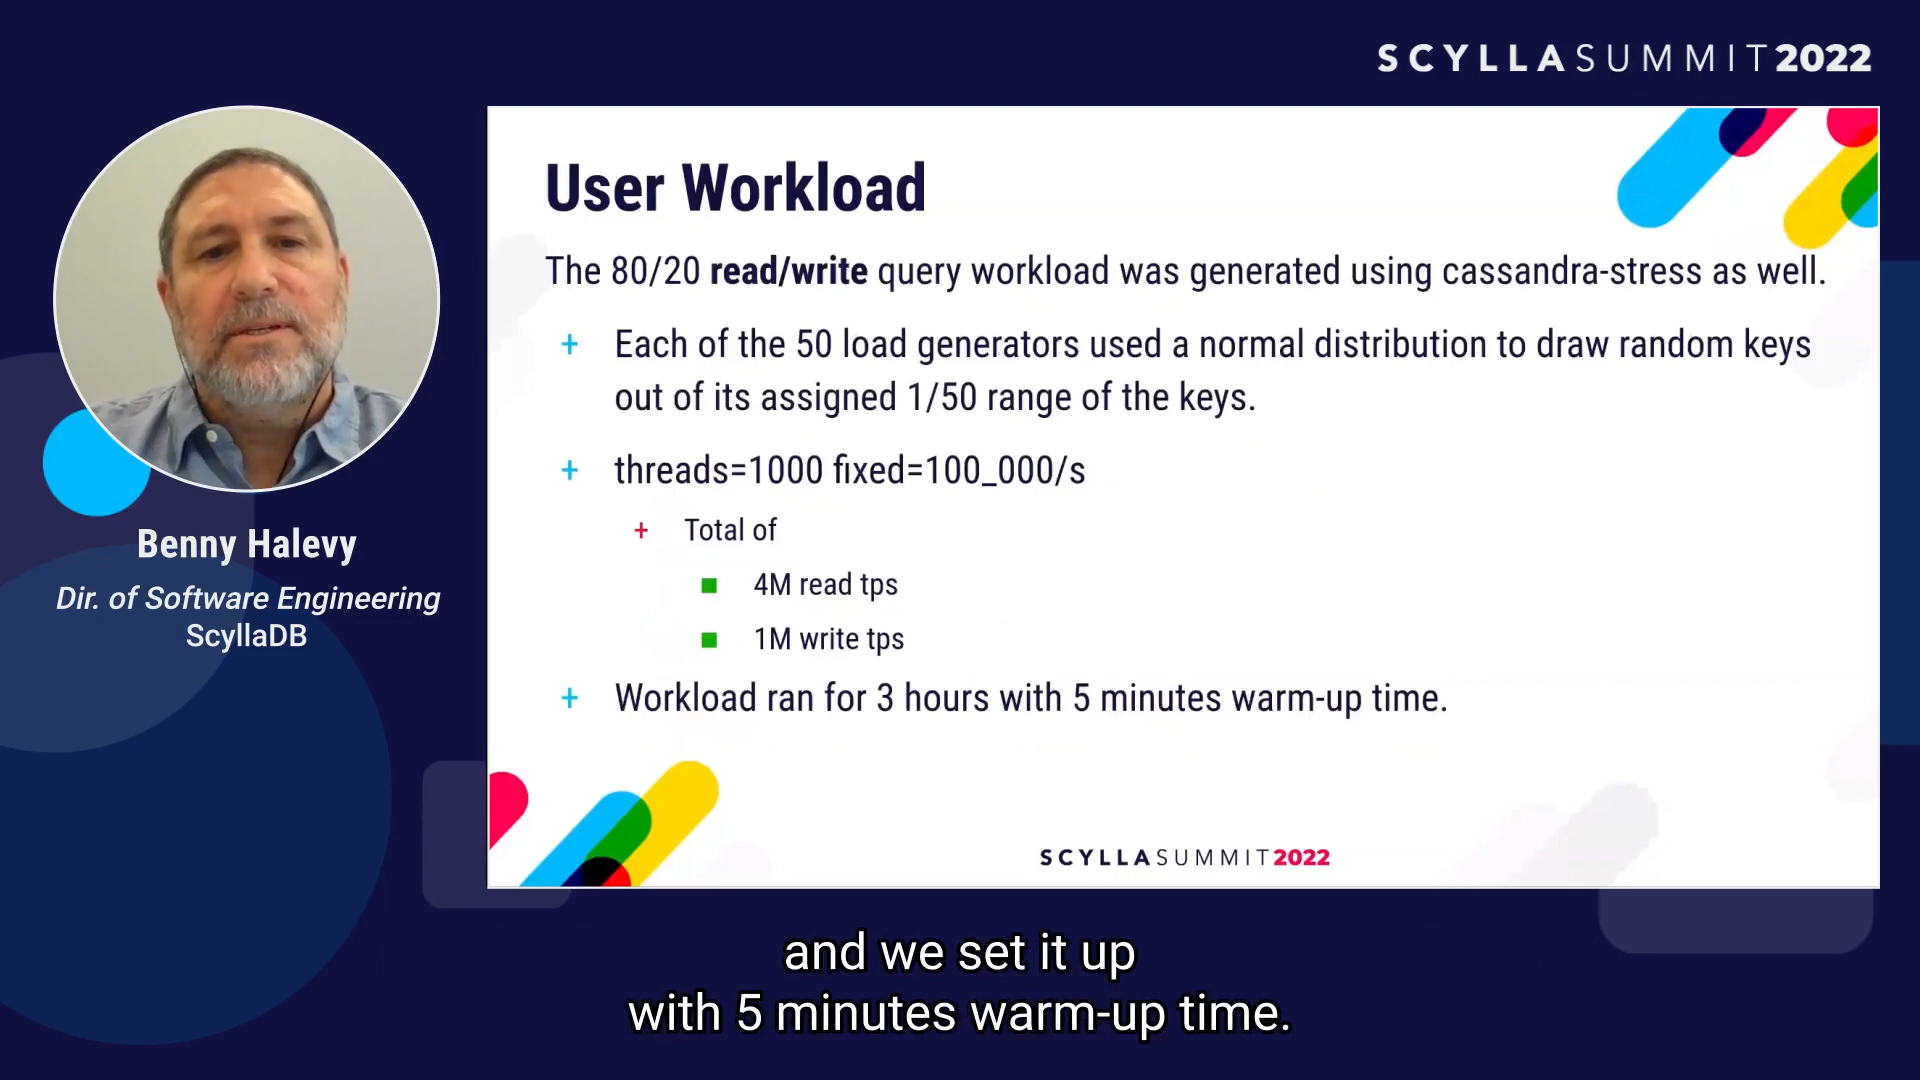 SCYLLASUMMIT2022
User Workload
The 80/20 read/write query workload was generated using cassandra-stress as well.
+ Each of the 50 load generators used a normal distribution to draw random keys
out of its assigned 1/50 range of the keys.
+ threads=1000 fixed=100_000/s
+ Total of
■ 4M read tps
■ 1M write tps
+ Workload ran for 3 hours with 5 minutes warm-up time.
SCYLLASUMMIT2022
Benny Halevy
Dir. of Software Engineering
ScyllaDB
and we set it up
with 5 minutes warm-up time.